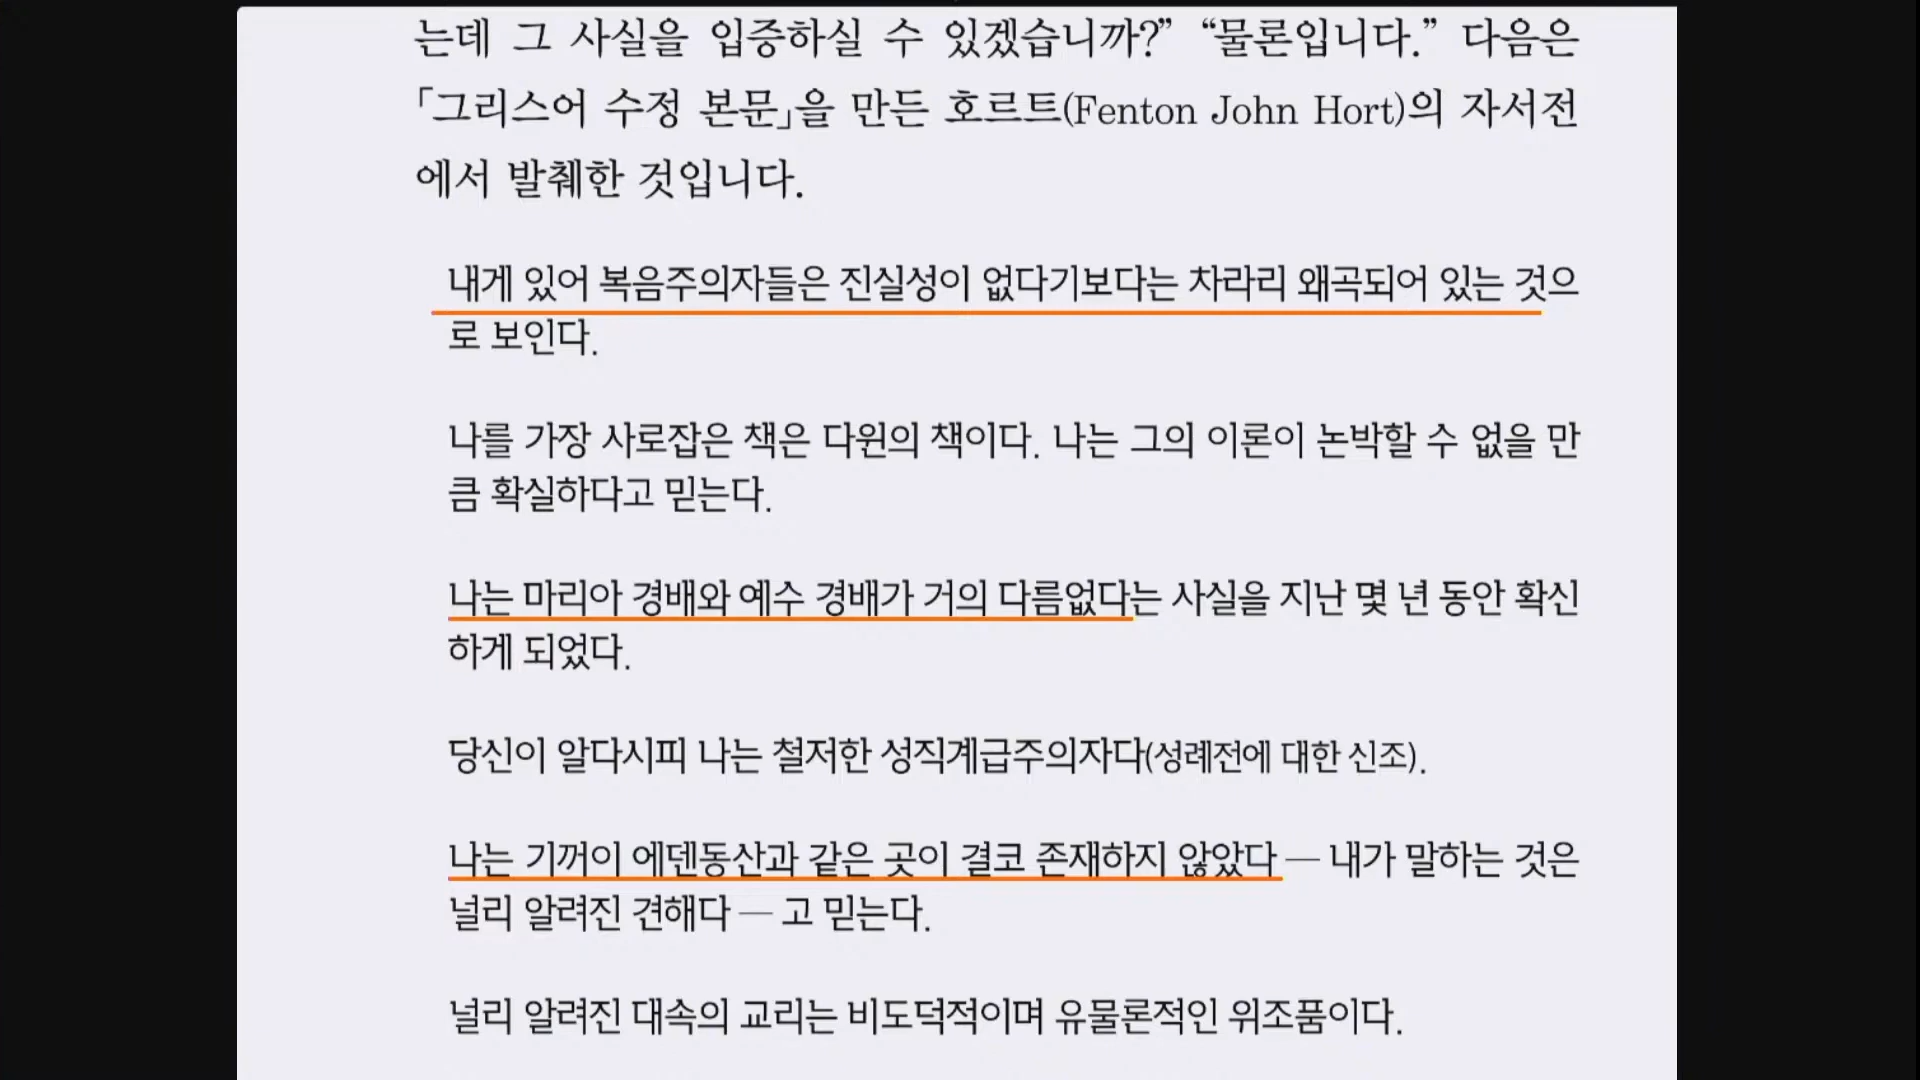 는데 그 사실을 입증하실 수 있겠습니까?” “물론입니다.” 다음은
「그리스어 수정 본문」을 만든 호르트(Fenton John Hort)의 자서전
에서 발췌한 것입니다.
내게 있어 복음주의자들은 진실성이 없다기보다는 차라리 왜곡되어 있는 것으
로 보인다.
나를 가장 사로잡은 책은 다윈의 책이다. 나는 그의 이론이 논박할 수 없을 만
큼 확실하다고 믿는다.
나는 마리아 경배와 예수 경배가 거의 다름없다는 사실을 지난 몇 년 동안 확신
하게 되었다.
당신이 알다시피 나는 철저한 성직계급주의자다(성례전에 대한 신조).
나는 기꺼이 에덴동산과 같은 곳이 결코 존재하지 않았다 — 내가 말하는 것은
널리 알려진 견해다 — 고 믿는다.
널리 알려진 대속의 교리는 비도덕적이며 유물론적인 위조품이다.